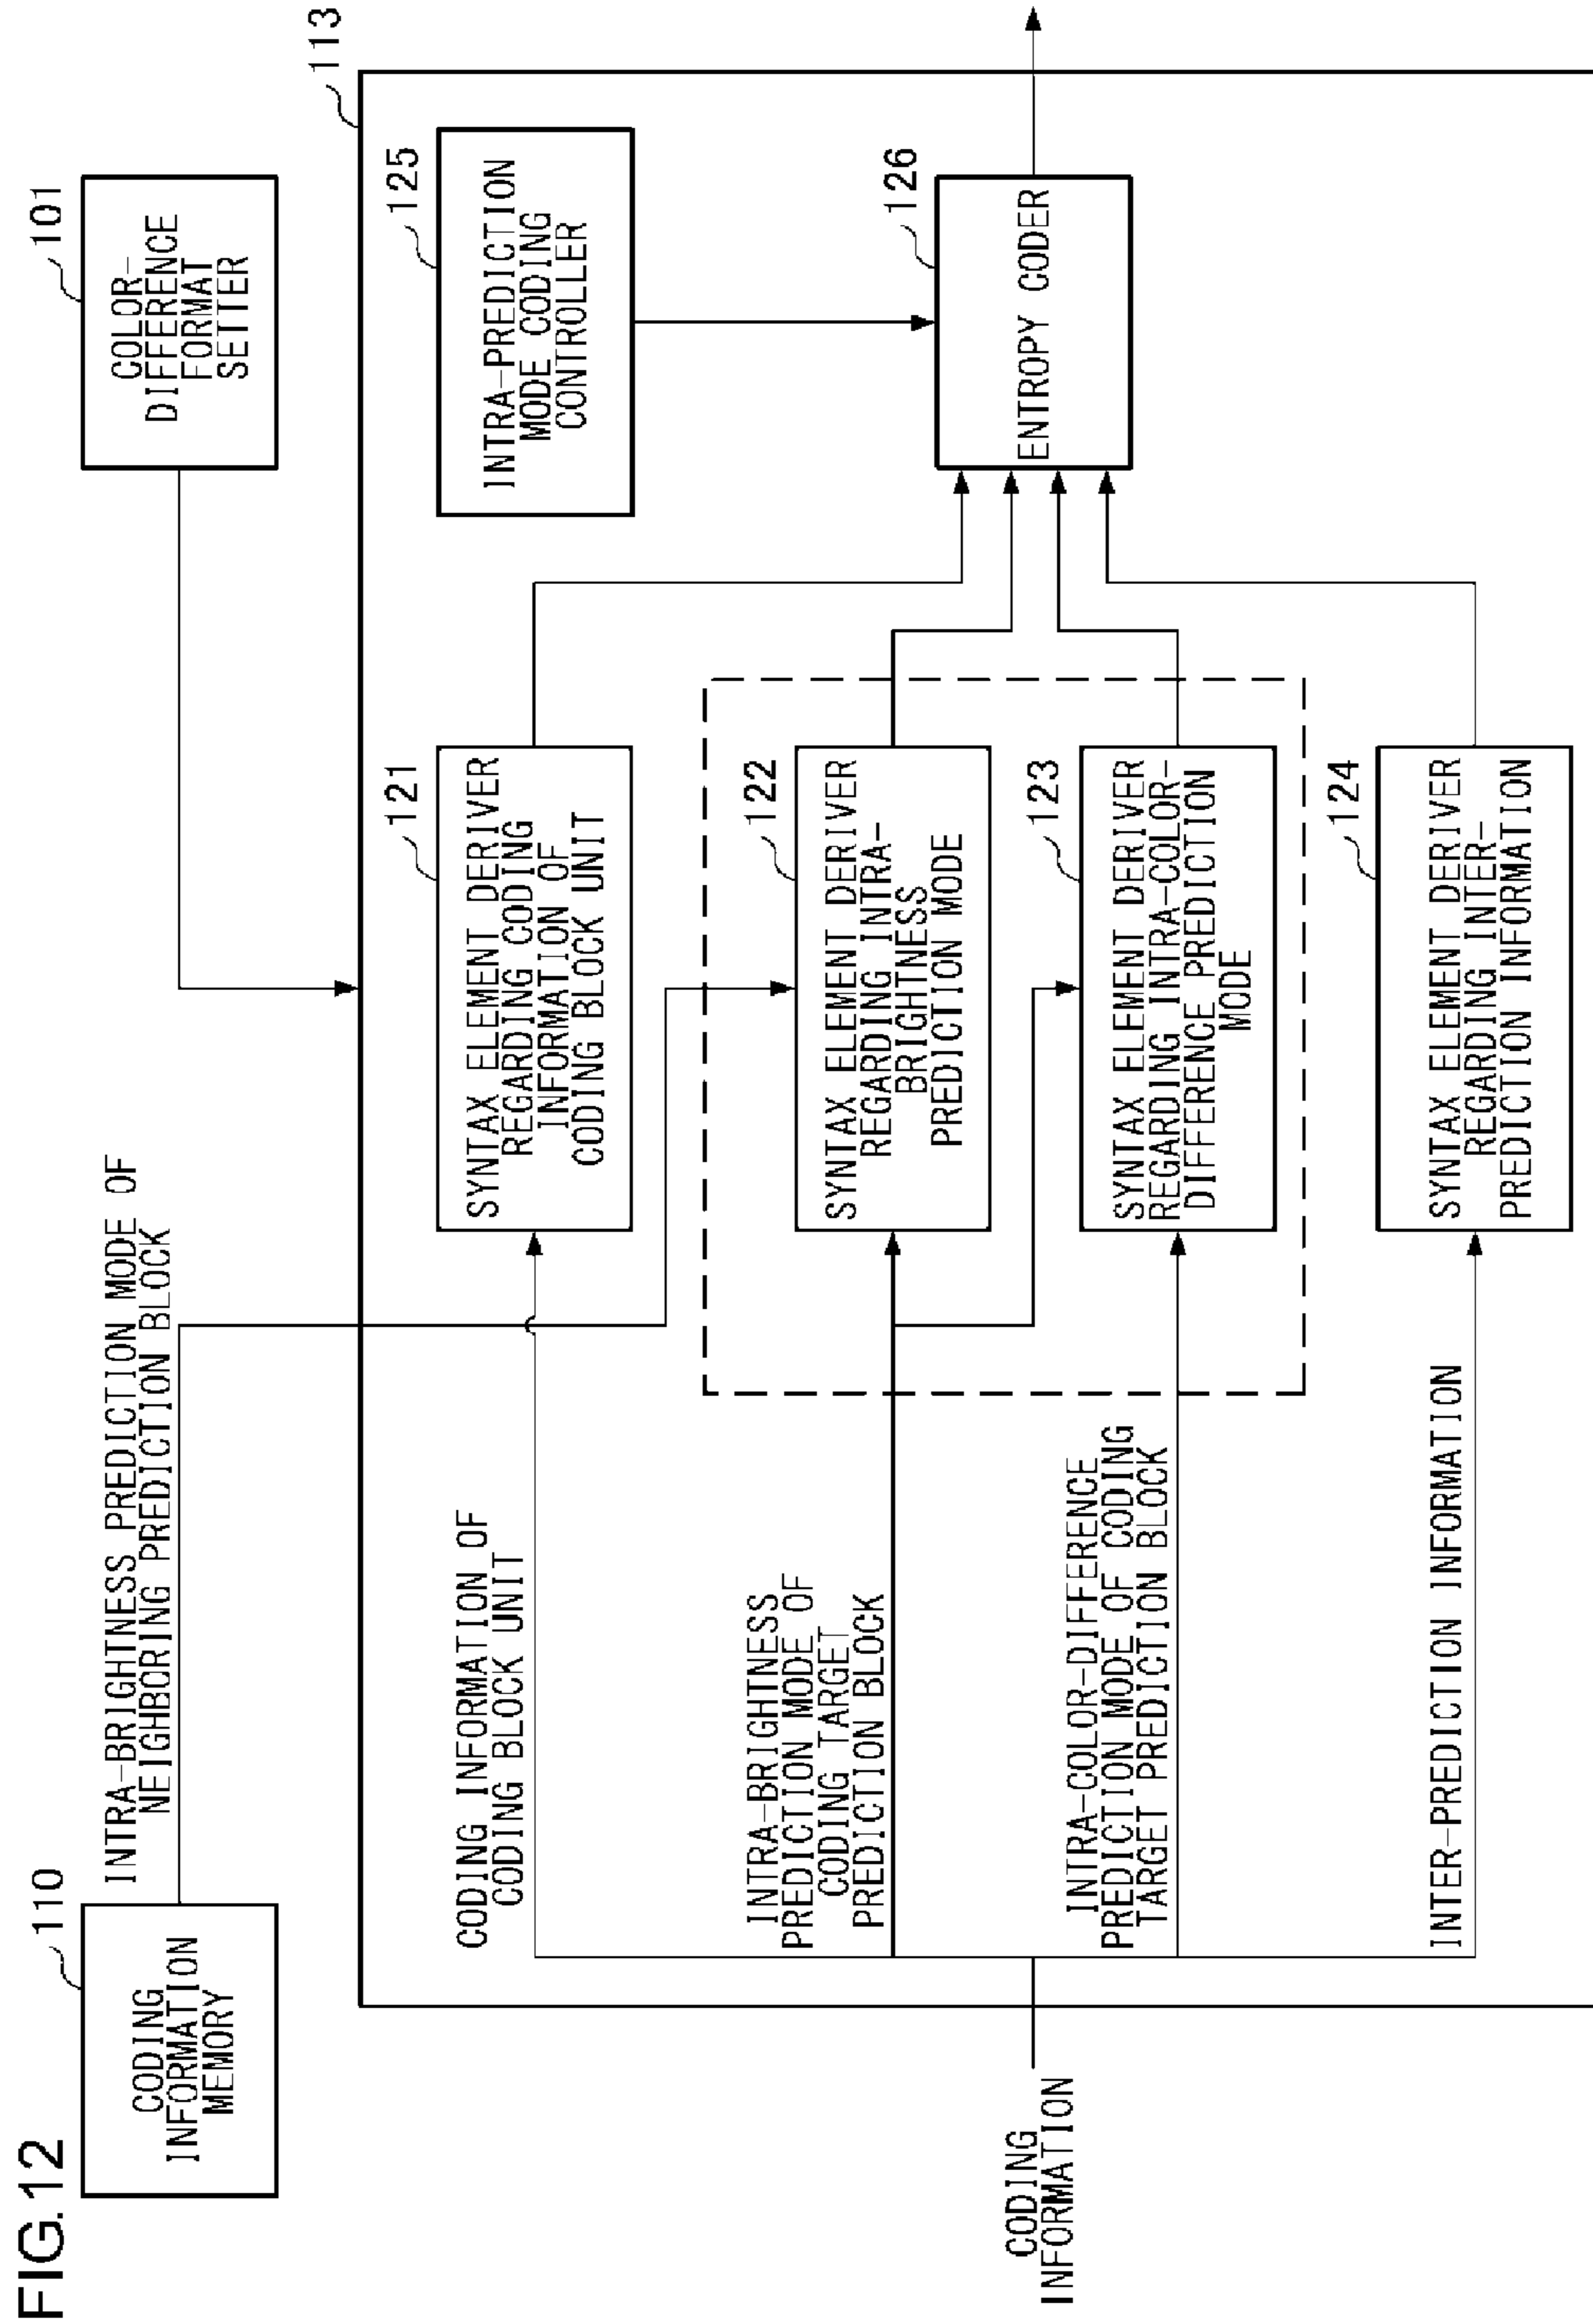 FIG.12
110
CODING
INFORMATION
MEMORY
INTRA-BRIGHTNESS PREDICTION MODE OF
NEIGHBORING PREDICTION BLOCK
101
COLOR-
DIFFERENCE
FORMAT
SETTER
113
CODING INFORMATION OF
CODING BLOCK UNIT
121
SYNTAX ELEMENT DERIVER
REGARDING CODING
INFORMATION OF
CODING BLOCK UNIT
125
INTRA-PREDICTION
MODE CODING
CONTROLLER
INTRA-BRIGHTNESS
PREDICTION MODE OF
CODING TARGET
PREDICTION BLOCK
122
SYNTAX ELEMENT DERIVER
REGARDING INTRA-
BRIGHTNESS
PREDICTION MODE
126
ENTROPY CODER
CODING
INFORMATION
INTRA-COLOR-DIFFERENCE
PREDICTION MODE OF CODING
TARGET PREDICTION BLOCK
123
SYNTAX ELEMENT DERIVER
REGARDING INTRA-COLOR-
DIFFERENCE PREDICTION
MODE
INTER-PREDICTION INFORMATION
124
SYNTAX ELEMENT DERIVER
REGARDING INTER-
PREDICTION INFORMATION